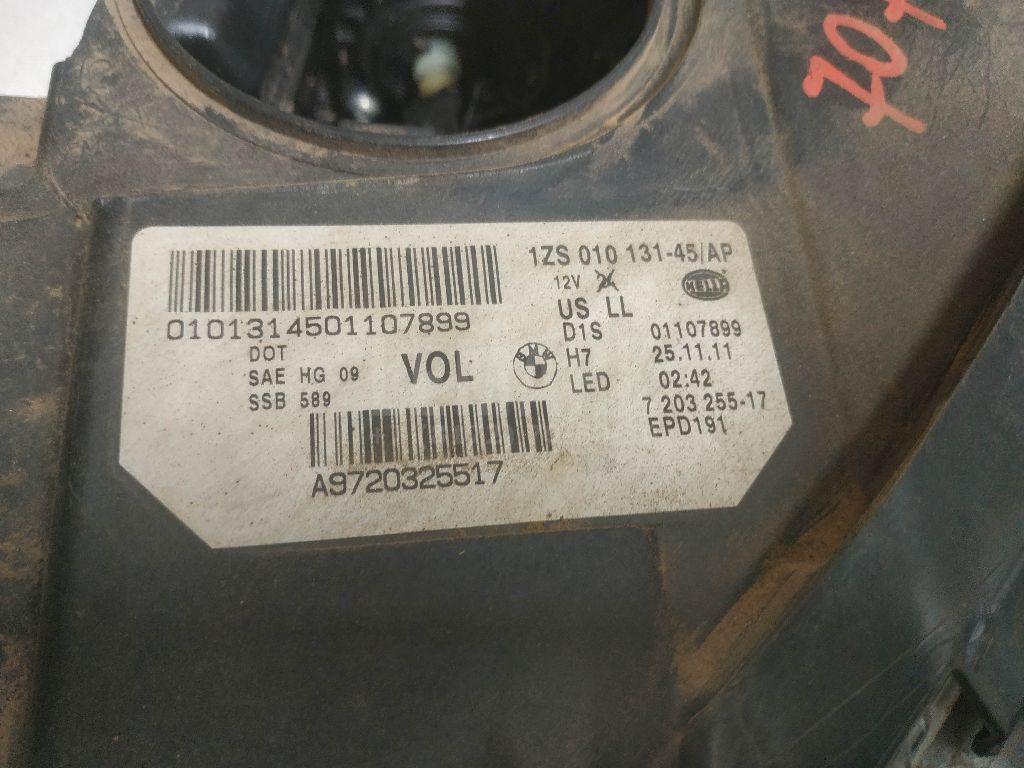 1ZS 010 131-45/AP
12V
HELLA
US LL
0101314501107899
D1S 01107899
DOT
VOL
BMW
H7 25.11.11
SAE HG 09
LED 02:42
SSB 589
7 203 255-17
EPD191
A9720325517